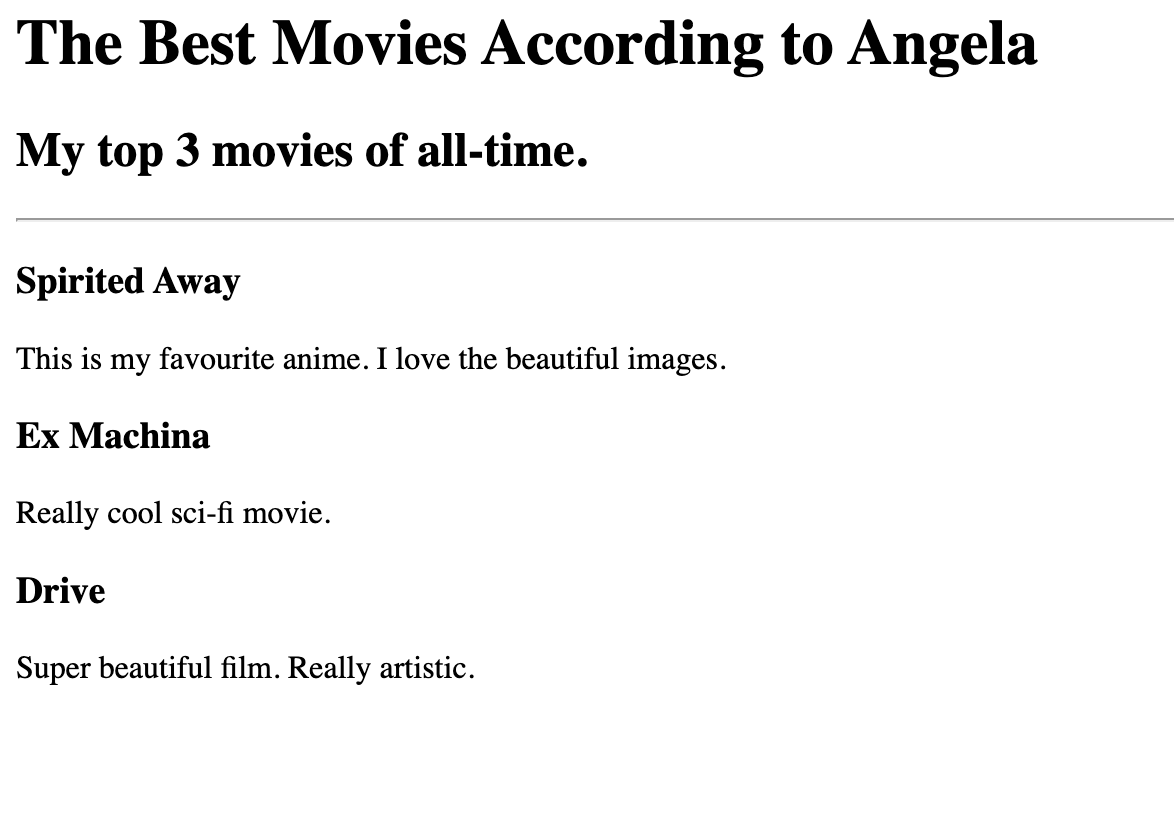 The Best Movies According to Angela
My top 3 movies of all-time.
Spirited Away
This is my favourite anime. I love the beautiful images.
Ex Machina
Really cool sci-fi movie.
Drive
Super beautiful film. Really artistic.